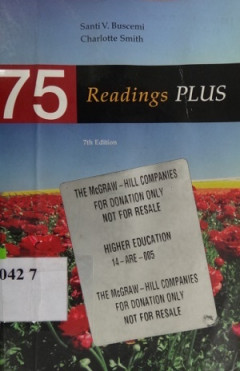 Santi V. Buscemi
Charlotte Smith
75 Readings PLUS
7th Edition
THE McGRAW-HILL COMPANIES
FOR DONATION ONLY
NOT FOR RESALE
HIGHER EDUCATION
14-ARE-005
THE McGRAW-HILL COMPANIES
FOR DONATION ONLY
NOT FOR RESALE
042 7